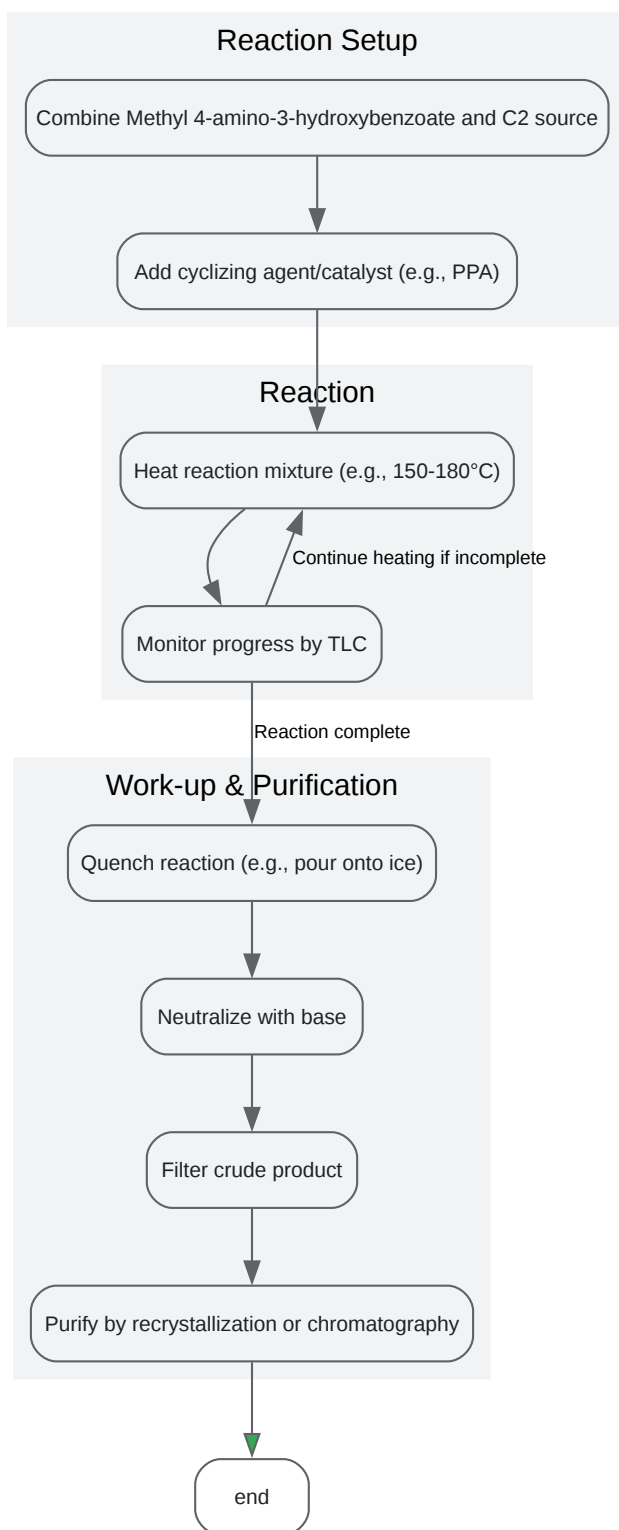 Reaction Setup
Combine Methyl 4-amino-3-hydroxybenzoate and C2 source
Add cyclizing agent/catalyst (e.g., PPA)
Reaction
Heat reaction mixture (e.g., 150-180°C)
Continue heating if incomplete
Monitor progress by TLC
Reaction complete
Work-up & Purification
Quench reaction (e.g., pour onto ice)
Neutralize with base
Filter crude product
Purify by recrystallization or chromatography
end